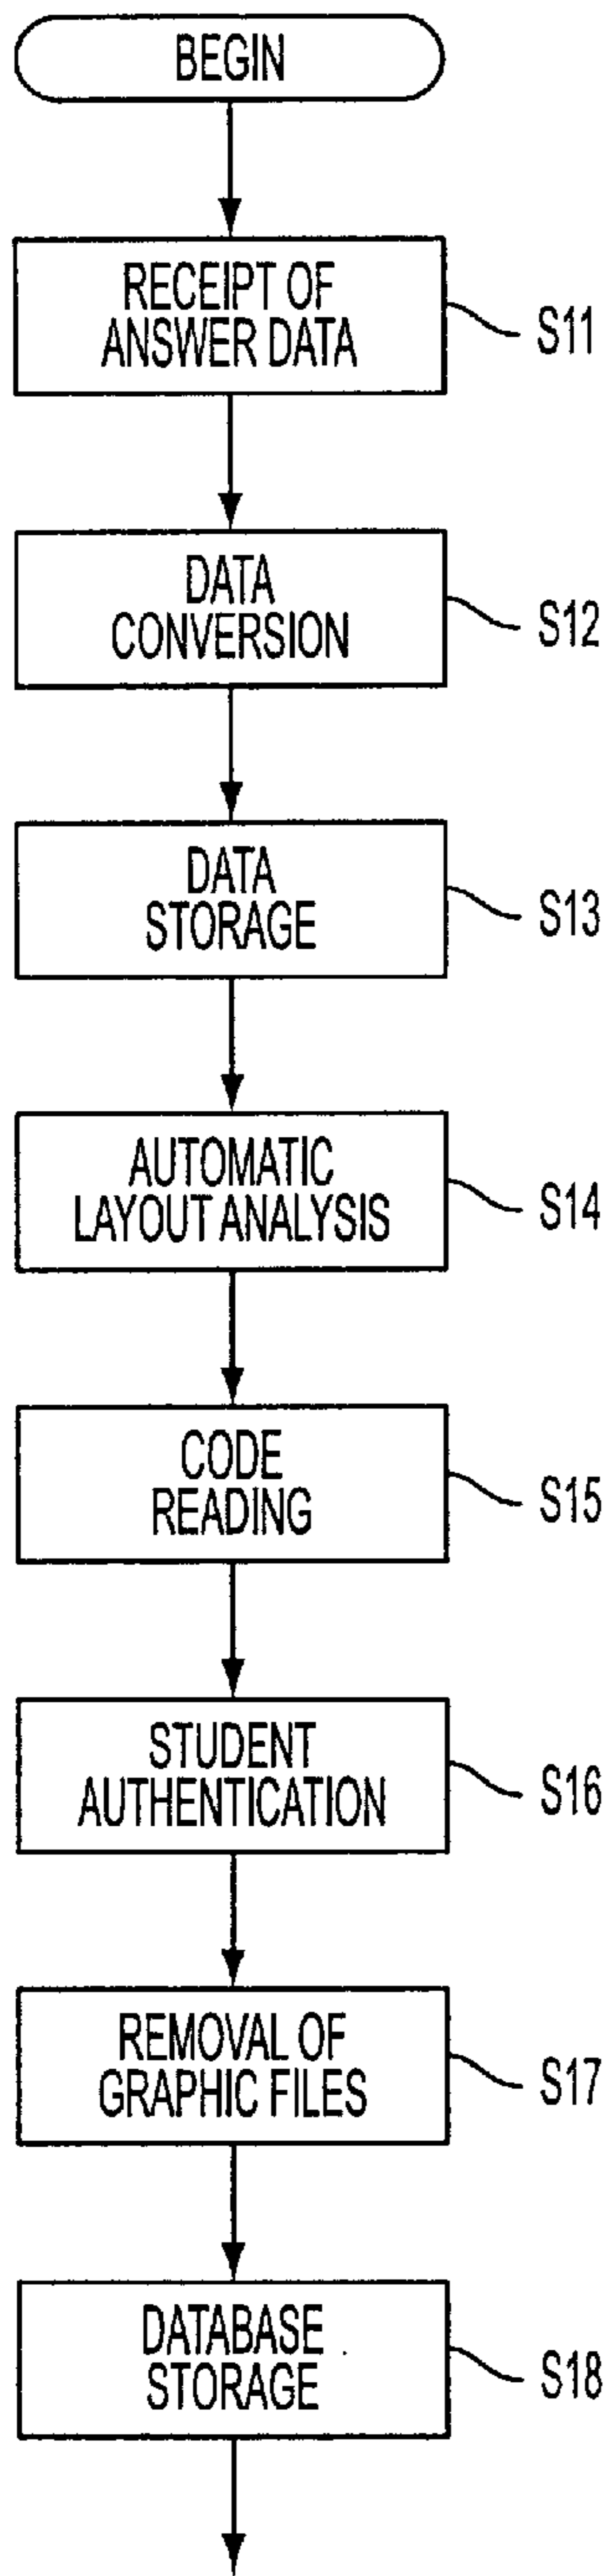 BEGIN
RECEIPT OF
ANSWER DATA
S11
DATA
CONVERSION
S12
DATA
STORAGE
S13
AUTOMATIC
LAYOUT ANALYSIS
S14
CODE
READING
S15
STUDENT
AUTHENTICATION
S16
REMOVAL OF
GRAPHIC FILES
S17
DATABASE
STORAGE
S18